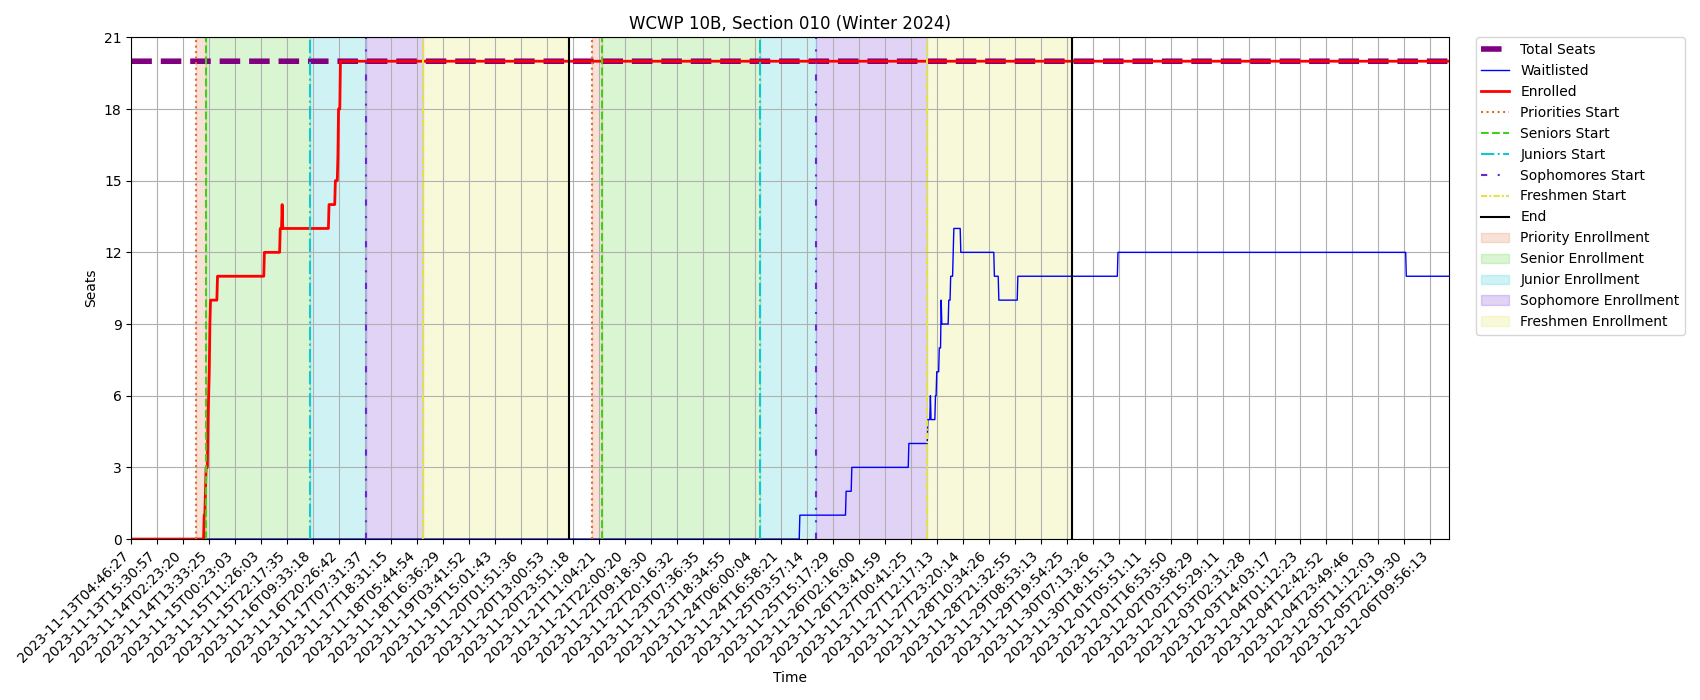 WCWP 10B, Section 010 (Winter 2024)
21
18
15
12
9
6
3
0
Seats
2023-11-13T04:46:27
2023-11-13T15:30:57
2023-11-14T02:23:20
2023-11-14T13:33:25
2023-11-15T00:23:03
2023-11-15T11:26:03
2023-11-15T22:17:35
2023-11-16T09:33:18
2023-11-16T20:26:42
2023-11-17T07:31:37
2023-11-17T18:31:15
2023-11-18T05:44:54
2023-11-18T16:36:29
2023-11-19T03:41:52
2023-11-19T15:01:43
2023-11-20T01:51:36
2023-11-20T13:00:53
2023-11-20T23:51:18
2023-11-21T11:04:21
2023-11-21T22:00:20
2023-11-22T09:18:30
2023-11-22T20:16:32
2023-11-23T07:36:35
2023-11-23T18:34:55
2023-11-24T06:00:04
2023-11-24T16:58:21
2023-11-25T03:57:14
2023-11-25T15:17:29
2023-11-26T02:16:00
2023-11-26T13:41:59
2023-11-27T00:41:25
2023-11-27T12:17:13
2023-11-27T23:20:14
2023-11-28T10:34:26
2023-11-28T21:32:55
2023-11-29T08:53:13
2023-11-29T19:54:25
2023-11-30T07:13:26
2023-11-30T18:15:13
2023-12-01T05:51:11
2023-12-01T16:53:50
2023-12-02T03:58:29
2023-12-02T15:29:11
2023-12-03T02:31:28
2023-12-03T14:03:17
2023-12-04T01:12:23
2023-12-04T12:42:52
2023-12-04T23:49:46
2023-12-05T11:12:03
2023-12-05T22:19:30
2023-12-06T09:56:13
Time
Total Seats
Waitlisted
Enrolled
Priorities Start
Seniors Start
Juniors Start
Sophomores Start
Freshmen Start
End
Priority Enrollment
Senior Enrollment
Junior Enrollment
Sophomore Enrollment
Freshmen Enrollment